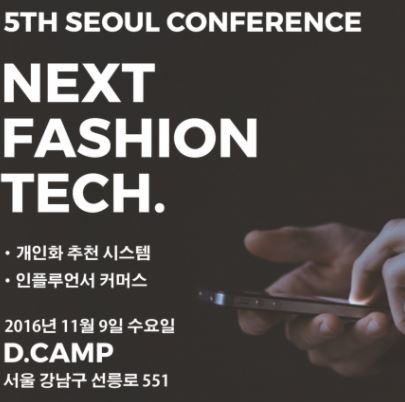 5TH SEOUL CONFERENCE
NEXT
FASHION
TECH.
• 개인화 추천 시스템
• 인플루언서 커머스
2016년 11월 9일 수요일
D.CAMP
서울 강남구 선릉로 551